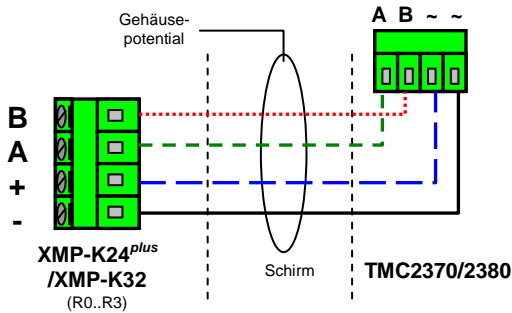 Gehäuse-
potential
A B ~ ~
B
A
+
-
XMP-K24plus
/XMP-K32
(R0..R3)
Schirm
TMC2370/2380